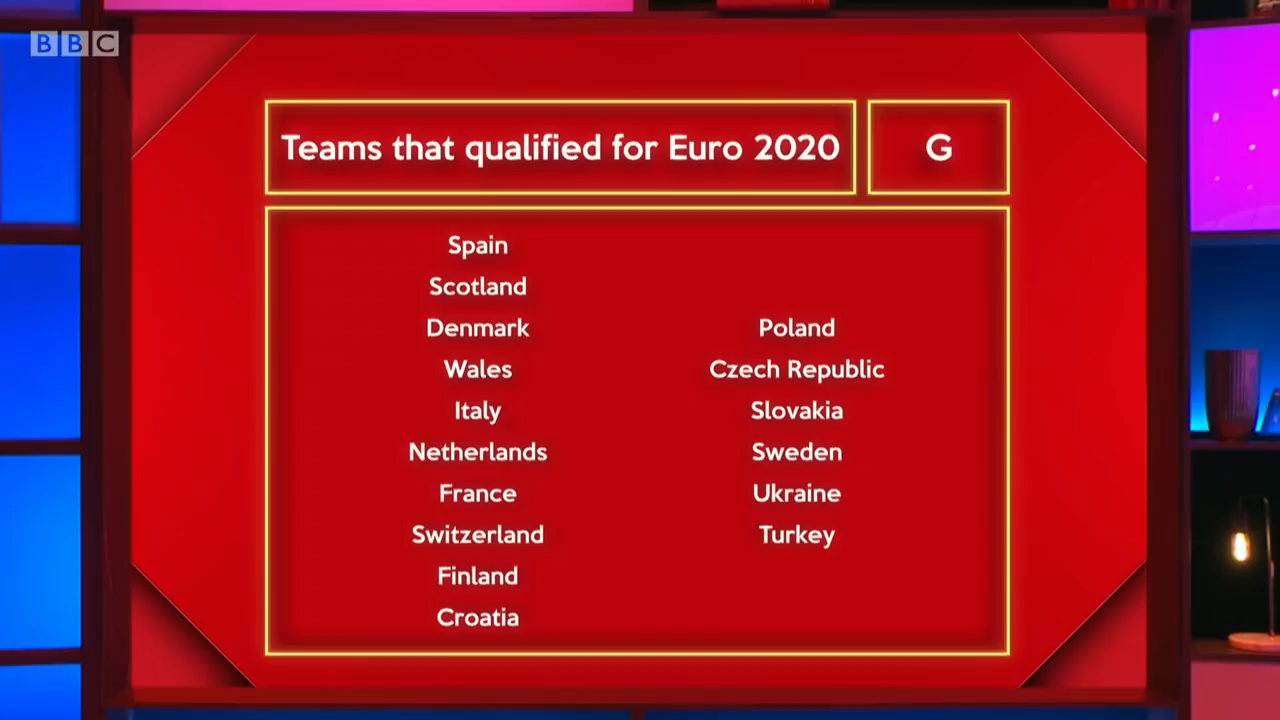 BBC
Teams that qualified for Euro 2020
G
Spain
Scotland
Denmark
Wales
Italy
Netherlands
France
Switzerland
Finland
Croatia
Poland
Czech Republic
Slovakia
Sweden
Ukraine
Turkey